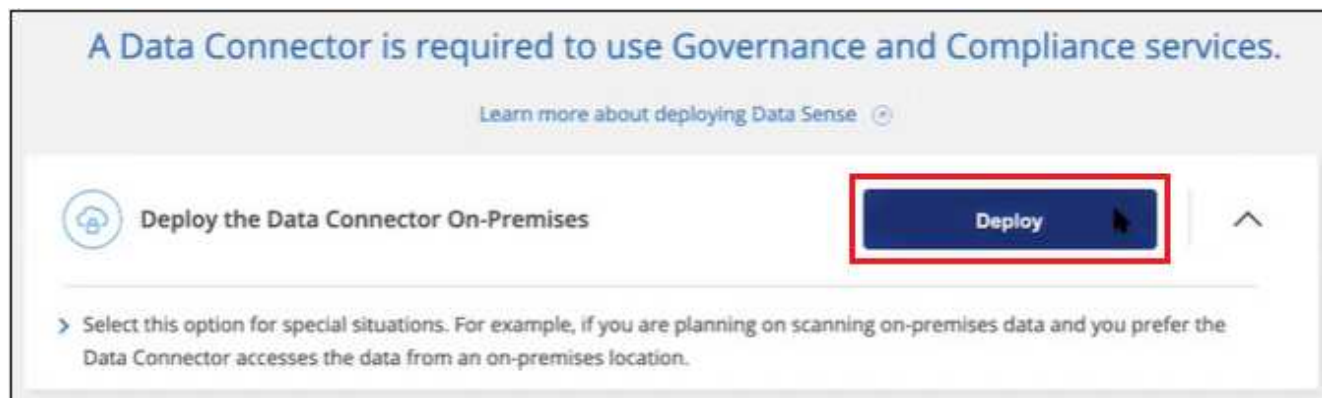 A Data Connector is required to use Governance and Compliance services.
Learn more about deploying Data Sense
Deploy the Data Connector On-Premises
Deploy
Select this option for special situations. For example, if you are planning on scanning on-premises data and you prefer the
Data Connector accesses the data from an on-premises location.